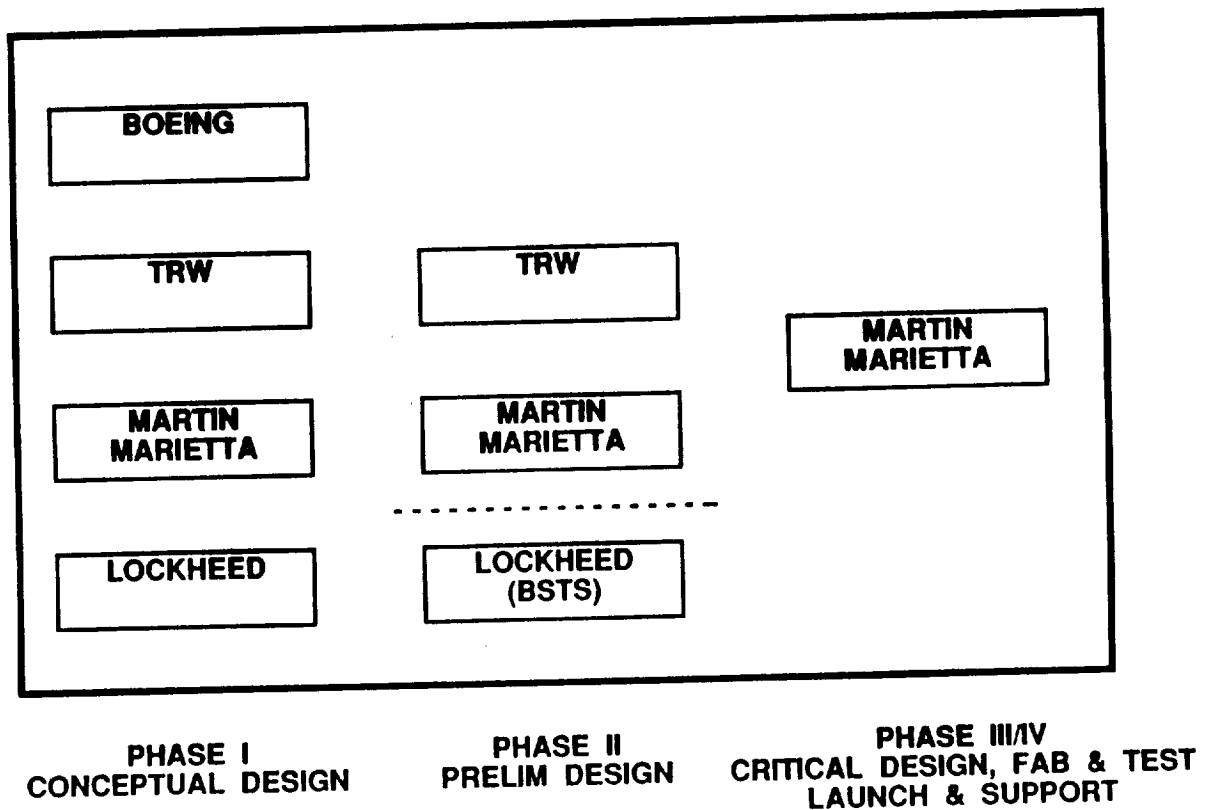 BOEING
TRW
MARTIN
MARIETTA
LOCKHEED
TRW
MARTIN
MARIETTA
LOCKHEED
(BSTS)
MARTIN
MARIETTA
PHASE I
CONCEPTUAL DESIGN
PHASE II
PRELIM DESIGN
PHASE III/IV
CRITICAL DESIGN, FAB & TEST
LAUNCH & SUPPORT